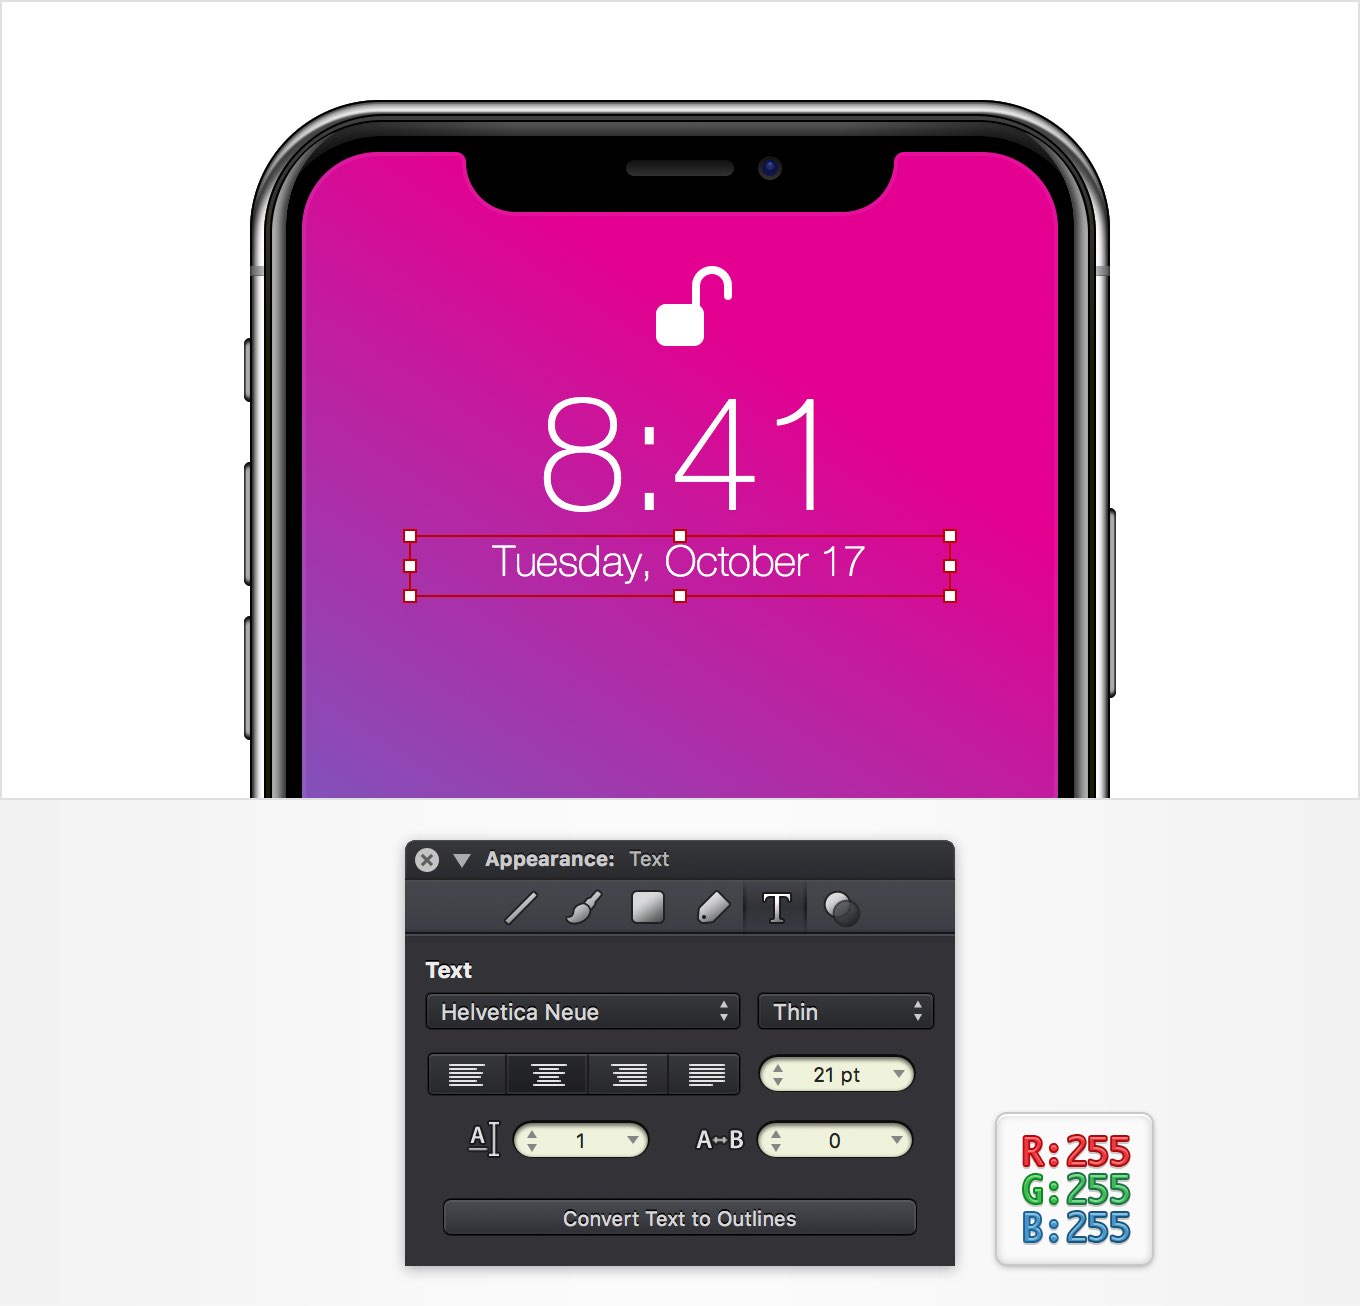 8:41
Tuesday, October 17
Appearance: Text
T
Text
Helvetica Neue
Thin
21 pt
A 1
A↔B 0
Convert Text to Outlines
R:255
G:255
B:255